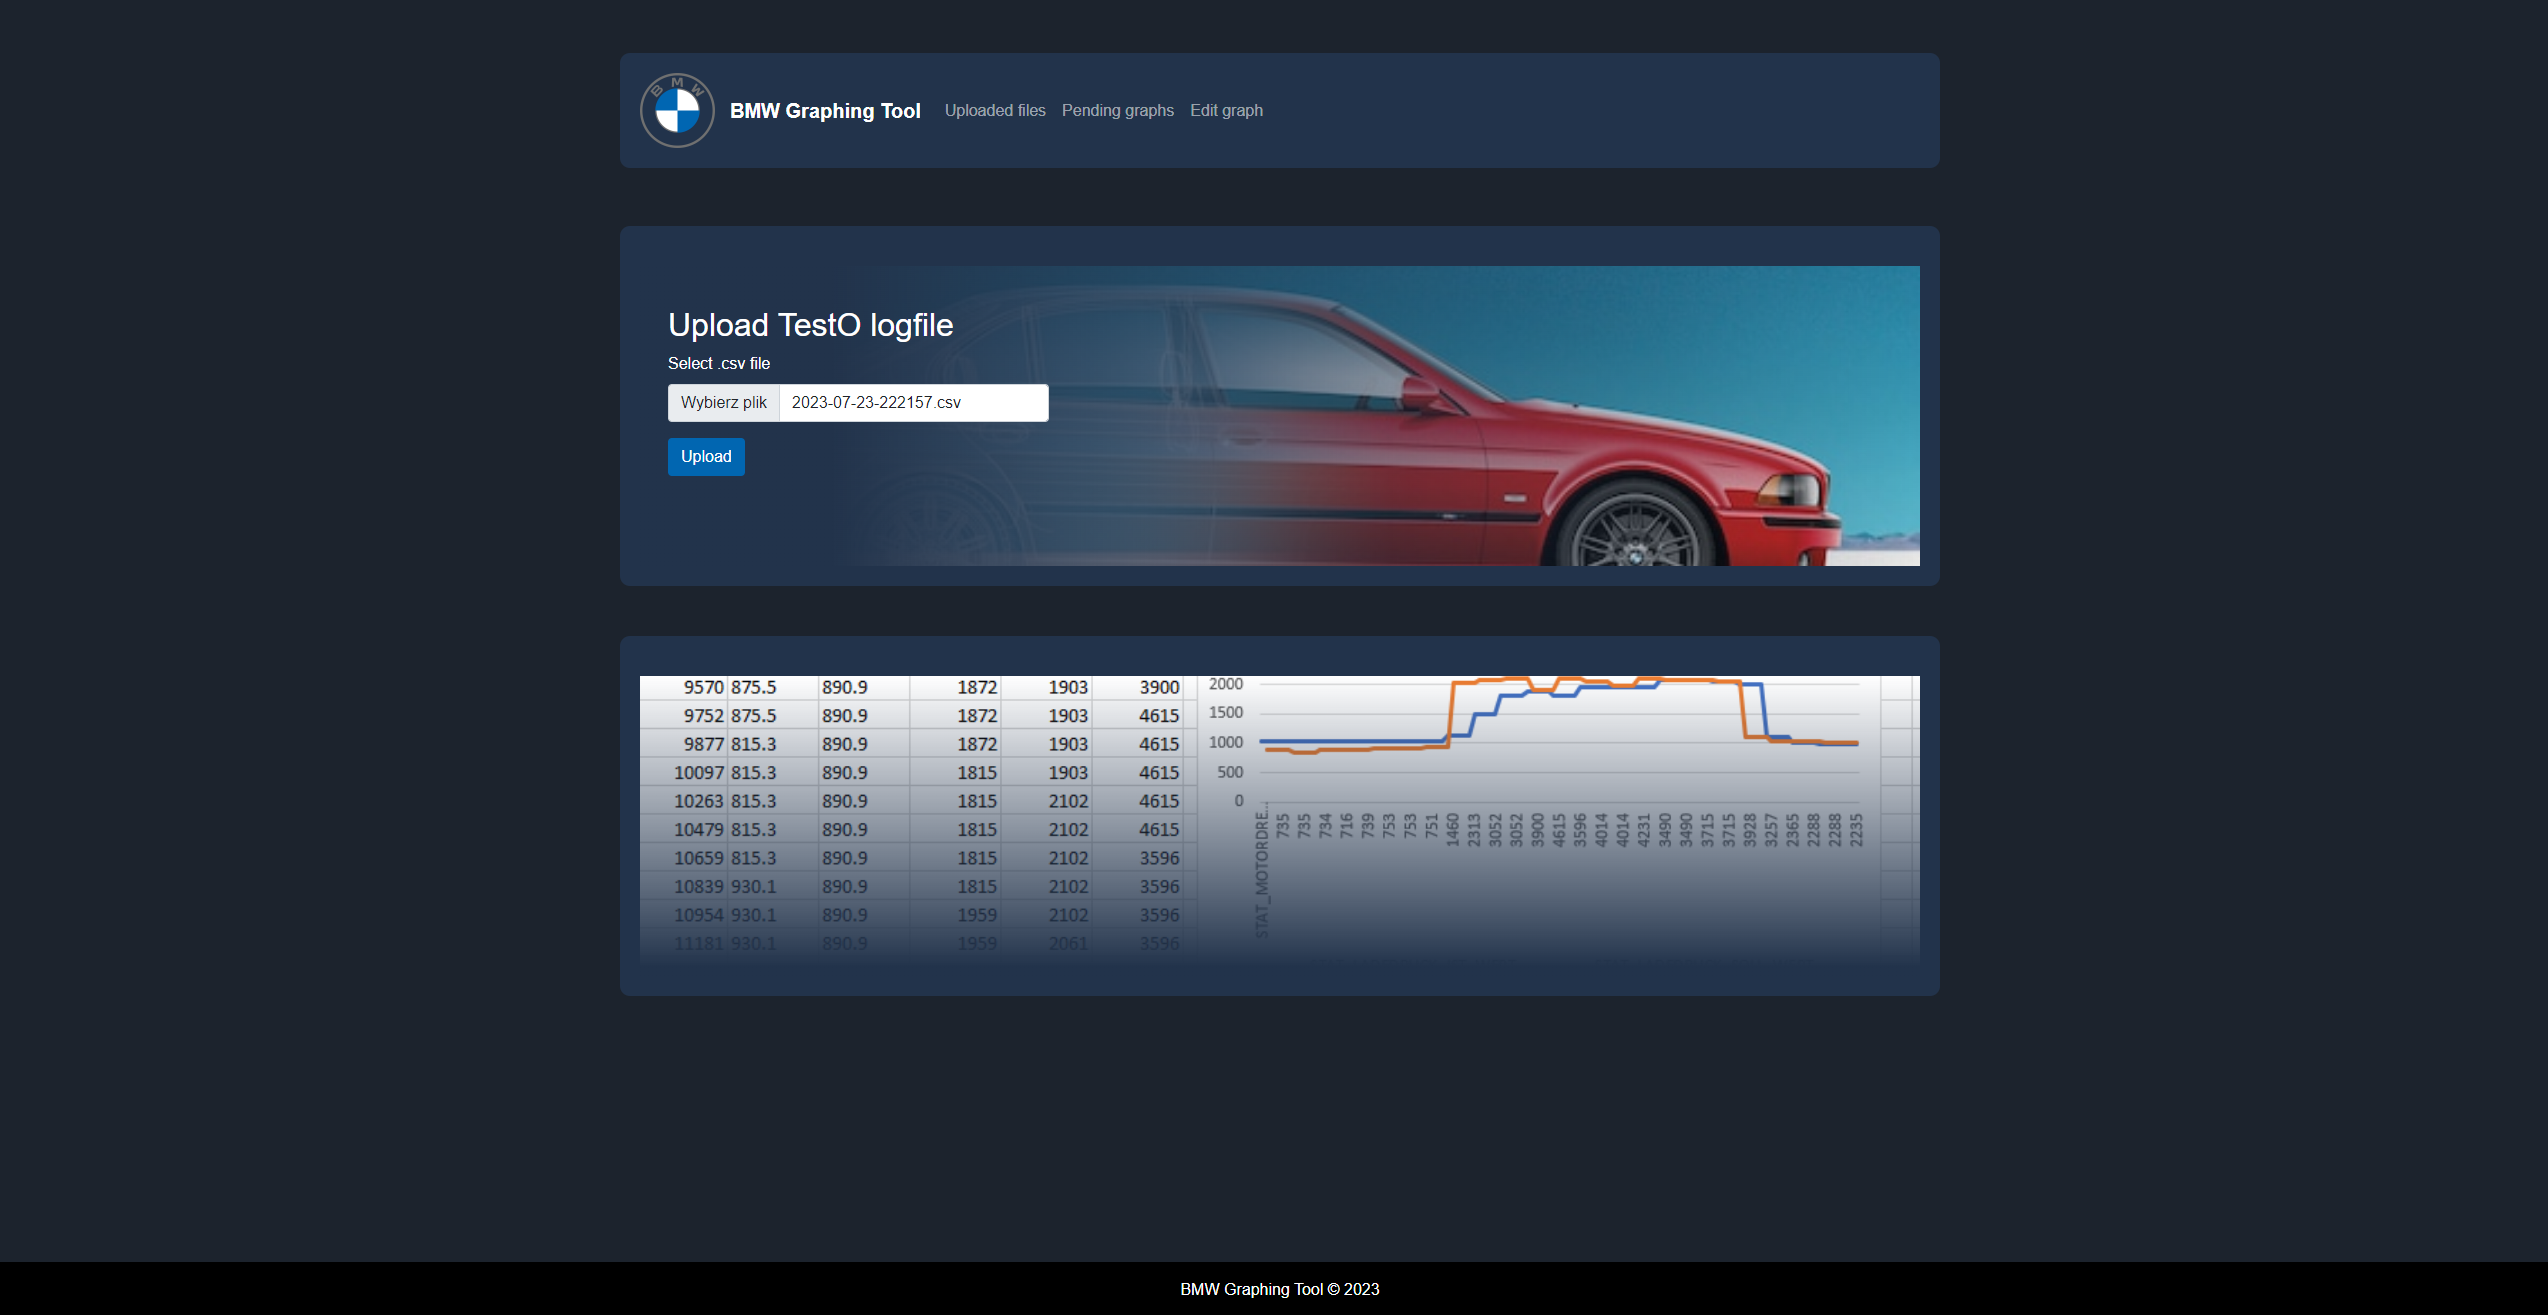 B M W
BMW Graphing Tool Uploaded files Pending graphs Edit graph
Upload TestO logfile
Select .csv file
Wybierz plik 2023-07-23-222157.csv
Upload
9570 875.5 890.9 1872 1903 3900
9752 875.5 890.9 1872 1903 4615
9877 815.3 890.9 1872 1903 4615
10097 815.3 890.9 1815 1903 4615
10263 815.3 890.9 1815 2102 4615
10479 815.3 890.9 1815 2102 4615
10659 815.3 890.9 1815 2102 3596
10839 930.1 890.9 1815 2102 3596
10954 930.1 890.9 1959 2102 3596
11181 930.1 890.9 1959 2061 3596
2000
1500
1000
500
0
STAT_MOTORDRE... 735 735 734 716 739 753 753 751 1460 2313 3052 3052 3900 4615 3596 4014 4014 4231 3490 3490 3715 3715 3928 3257 2365 2288 2288 2235
BMW Graphing Tool © 2023